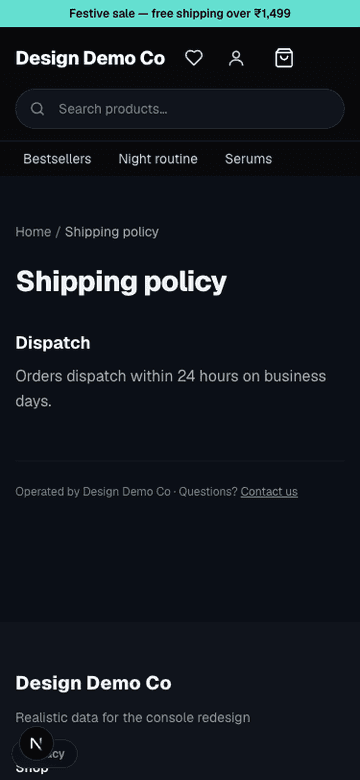 Festive sale — free shipping over ₹1,499
Design Demo Co
Search products...
Bestsellers Night routine Serums
Home / Shipping policy
Shipping policy
Dispatch
Orders dispatch within 24 hours on business
days.
Operated by Design Demo Co · Questions? Contact us
Design Demo Co
Realistic data for the console redesign
N
Shop